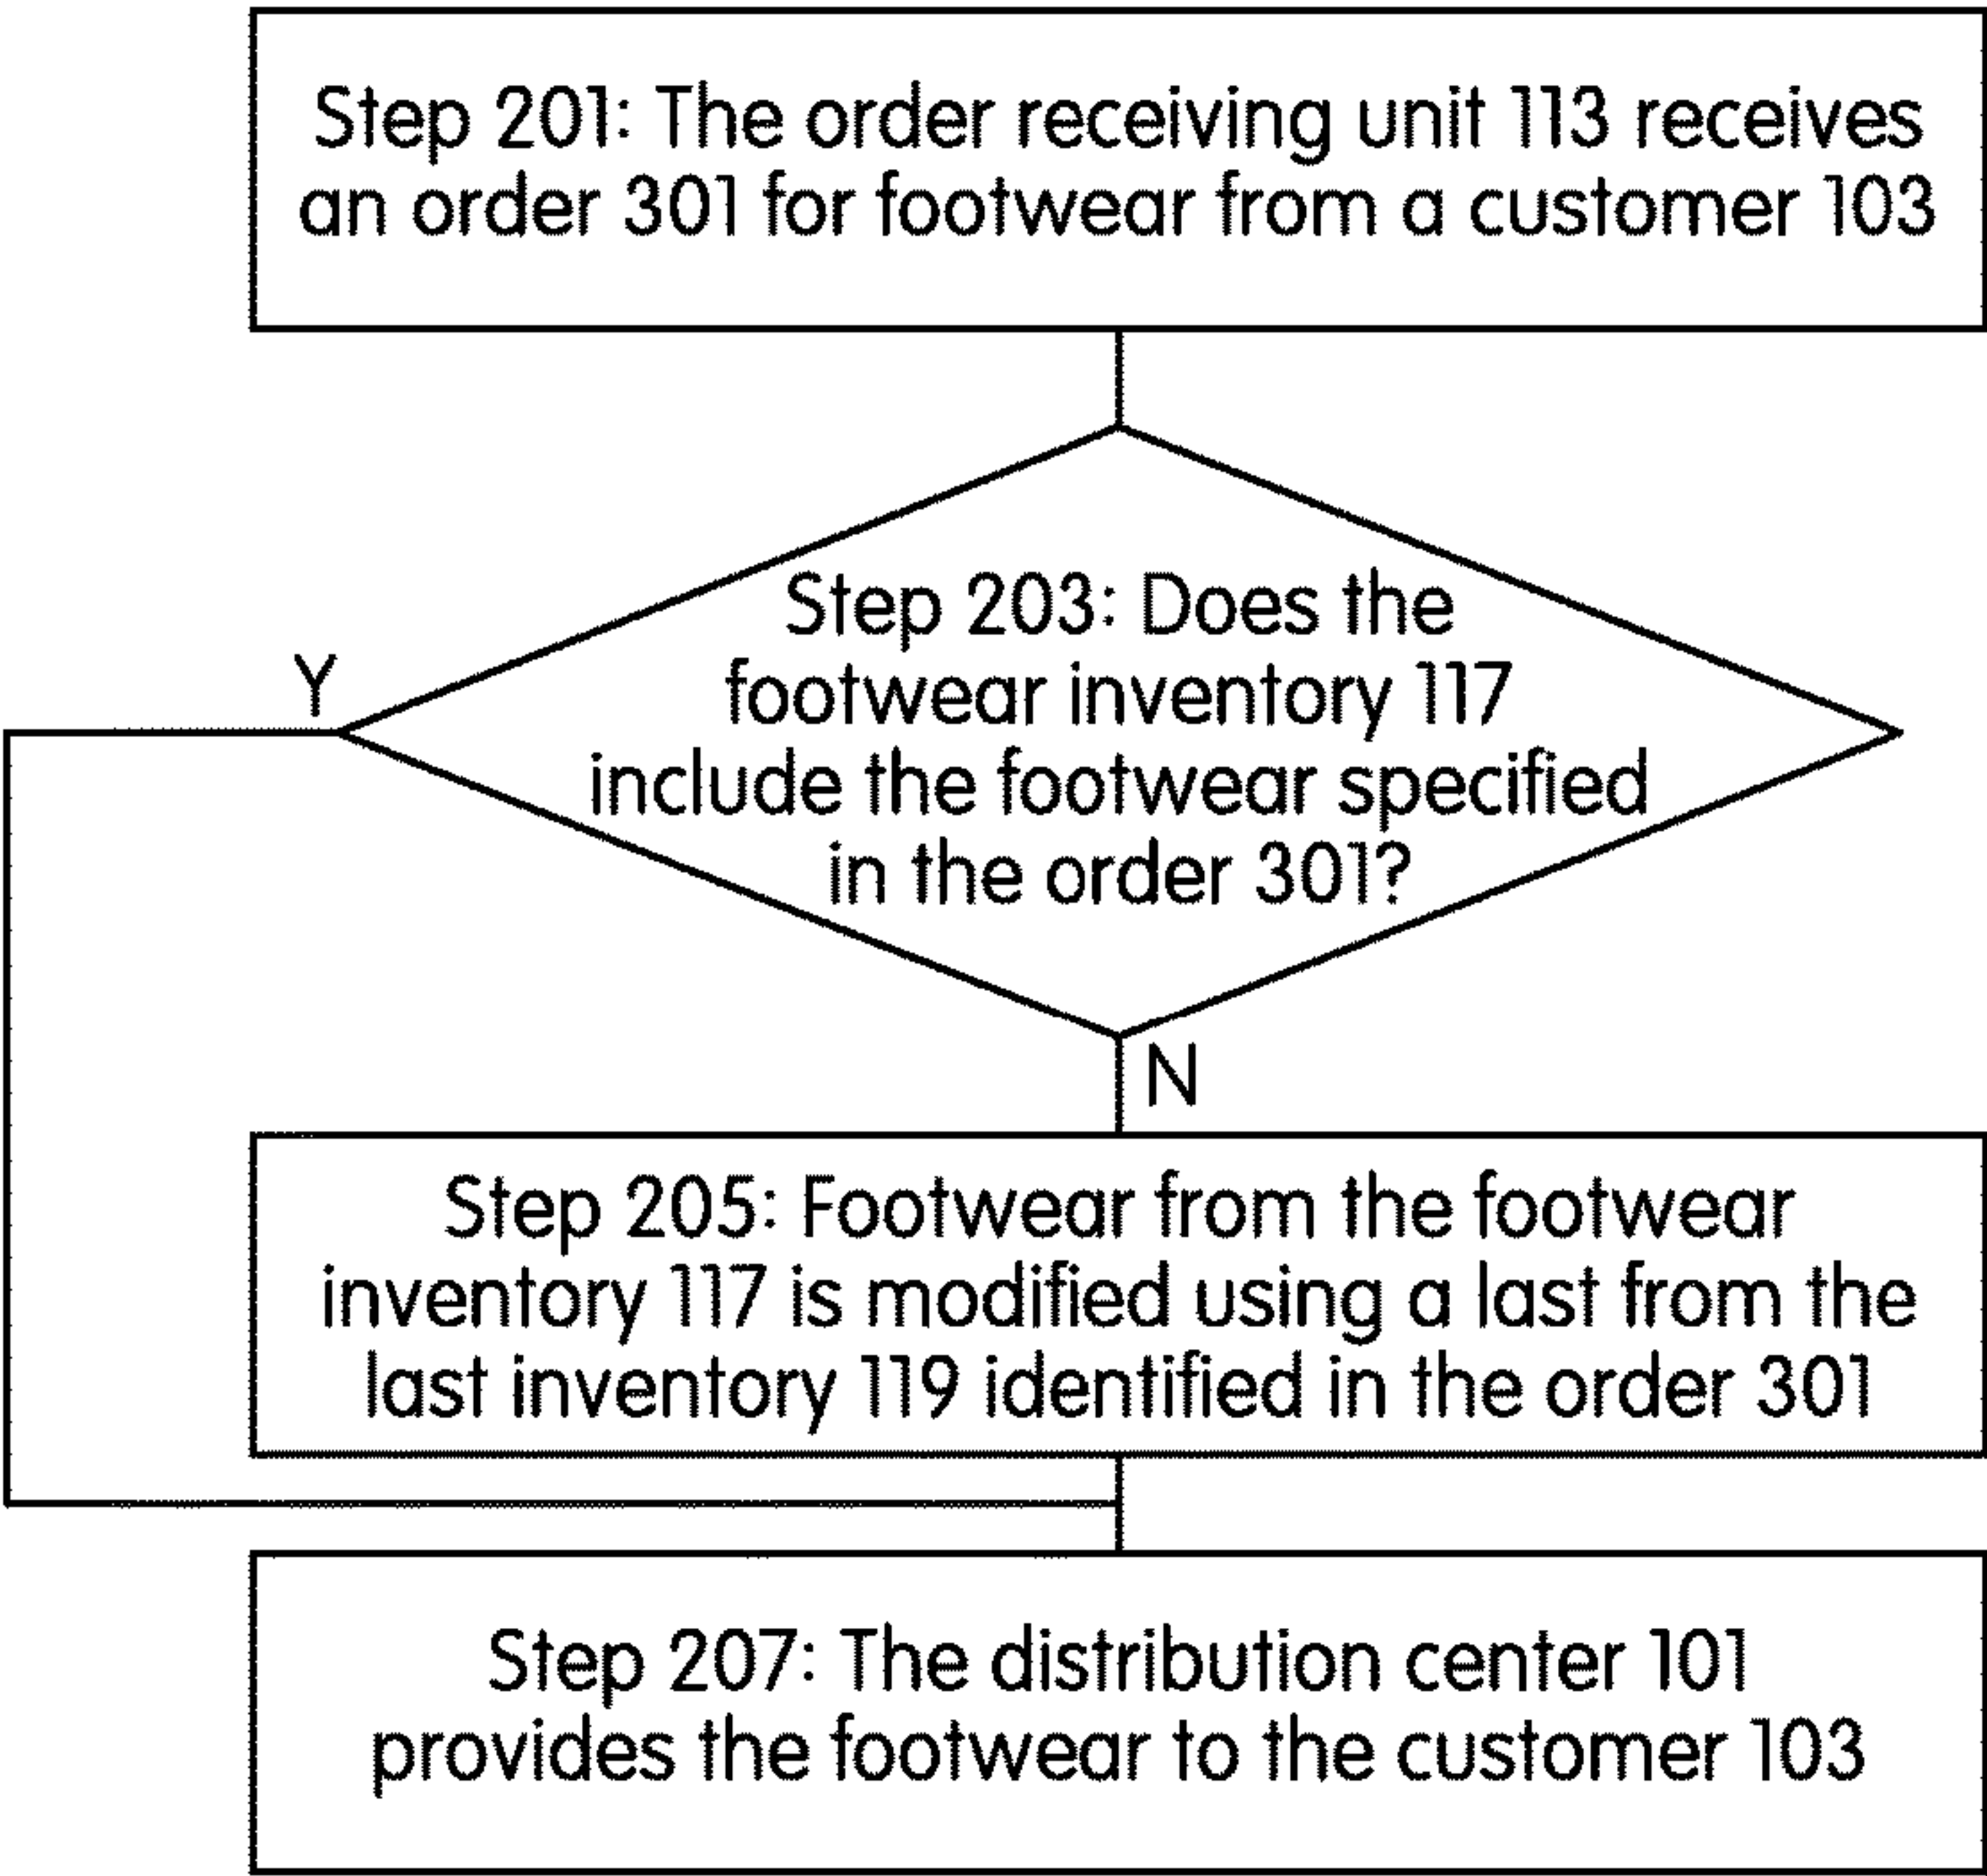 Step 201: The order receiving unit 113 receives
an order 301 for footwear from a customer 103
Step 203: Does the
footwear inventory 117
include the footwear specified
in the order 301?
Y
N
Step 205: Footwear from the footwear
inventory 117 is modified using a last from the
last inventory 119 identified in the order 301
Step 207: The distribution center 101
provides the footwear to the customer 103